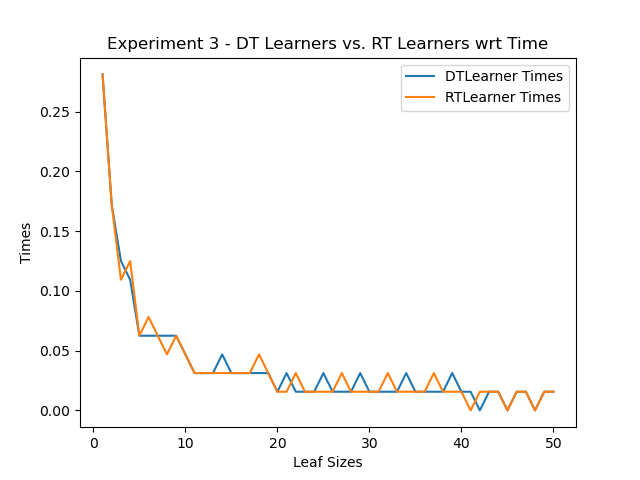 Experiment 3 - DT Learners vs. RT Learners wrt Time
DTLearner Times
RTLearner Times
0.25
0.20
0.15
0.10
0.05
0.00
Times
0 10 20 30 40 50
Leaf Sizes